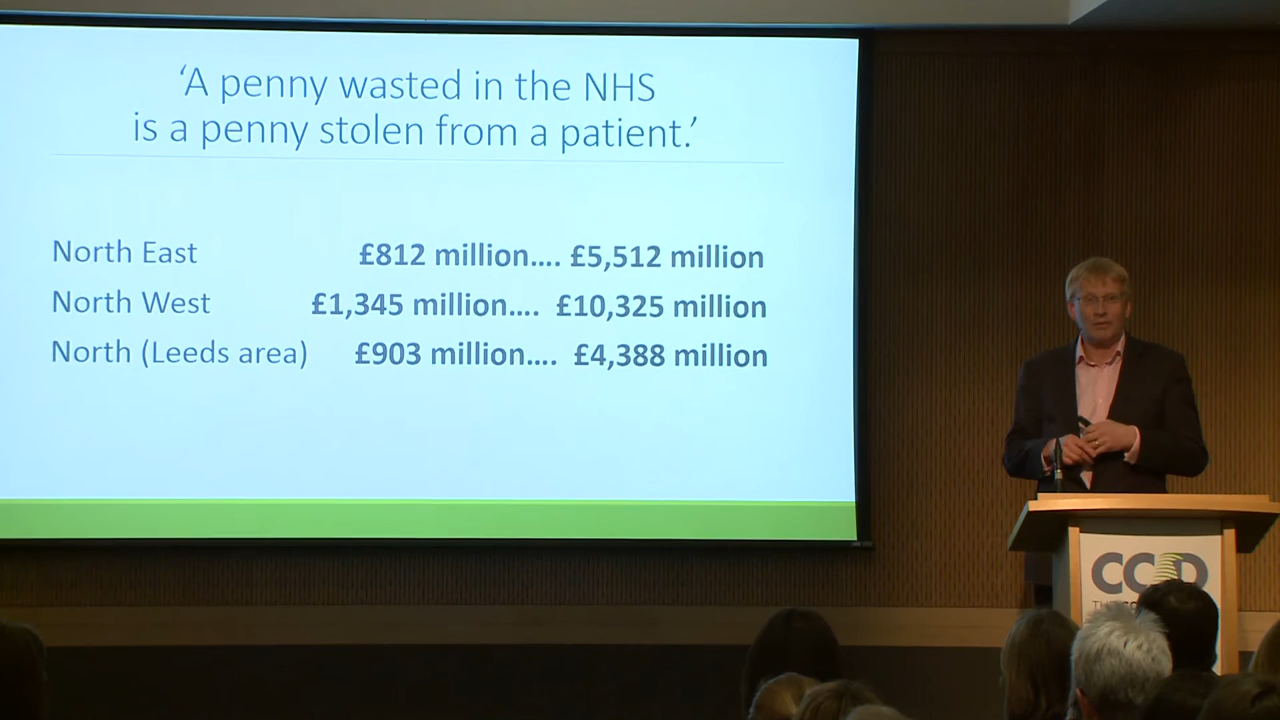 ‘A penny wasted in the NHS
is a penny stolen from a patient.’
North East £812 million.... £5,512 million
North West £1,345 million.... £10,325 million
North (Leeds area) £903 million.... £4,388 million